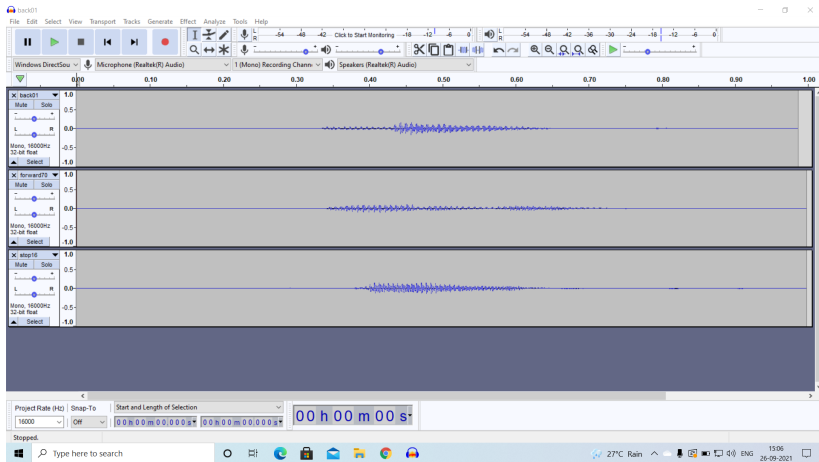 back01
File Edit Select View Transport Tracks Generate Effect Analyze Tools Help
L R -54 -48 -42 Click to Start Monitoring -18 -12 -6 0
L R -54 -48 -42 -36 -30 -24 -18 -12 -6 0
Windows DirectSou Microphone (Realtek(R) Audio) 1 (Mono) Recording Chann Speakers (Realtek(R) Audio)
0.00 0.10 0.20 0.30 0.40 0.50 0.60 0.70 0.80 0.90 1.00
X back01 1.0
Mute Solo 0.5
- +
L R 0.0
Mono, 16000Hz -0.5
32-bit float
Select -1.0
X forward70 1.0
Mute Solo 0.5
- +
L R 0.0
Mono, 16000Hz -0.5
32-bit float
Select -1.0
X stop16 1.0
Mute Solo 0.5
- +
L R 0.0
Mono, 16000Hz -0.5
32-bit float
Select -1.0
Project Rate (Hz) Snap-To Start and Length of Selection
16000 Off 00 h 00 m 00.000 s 00 h 00 m 00.000 s
00 h 00 m 00 s
Stopped.
Type here to search
27°C Rain ENG 15:06
26-09-2021